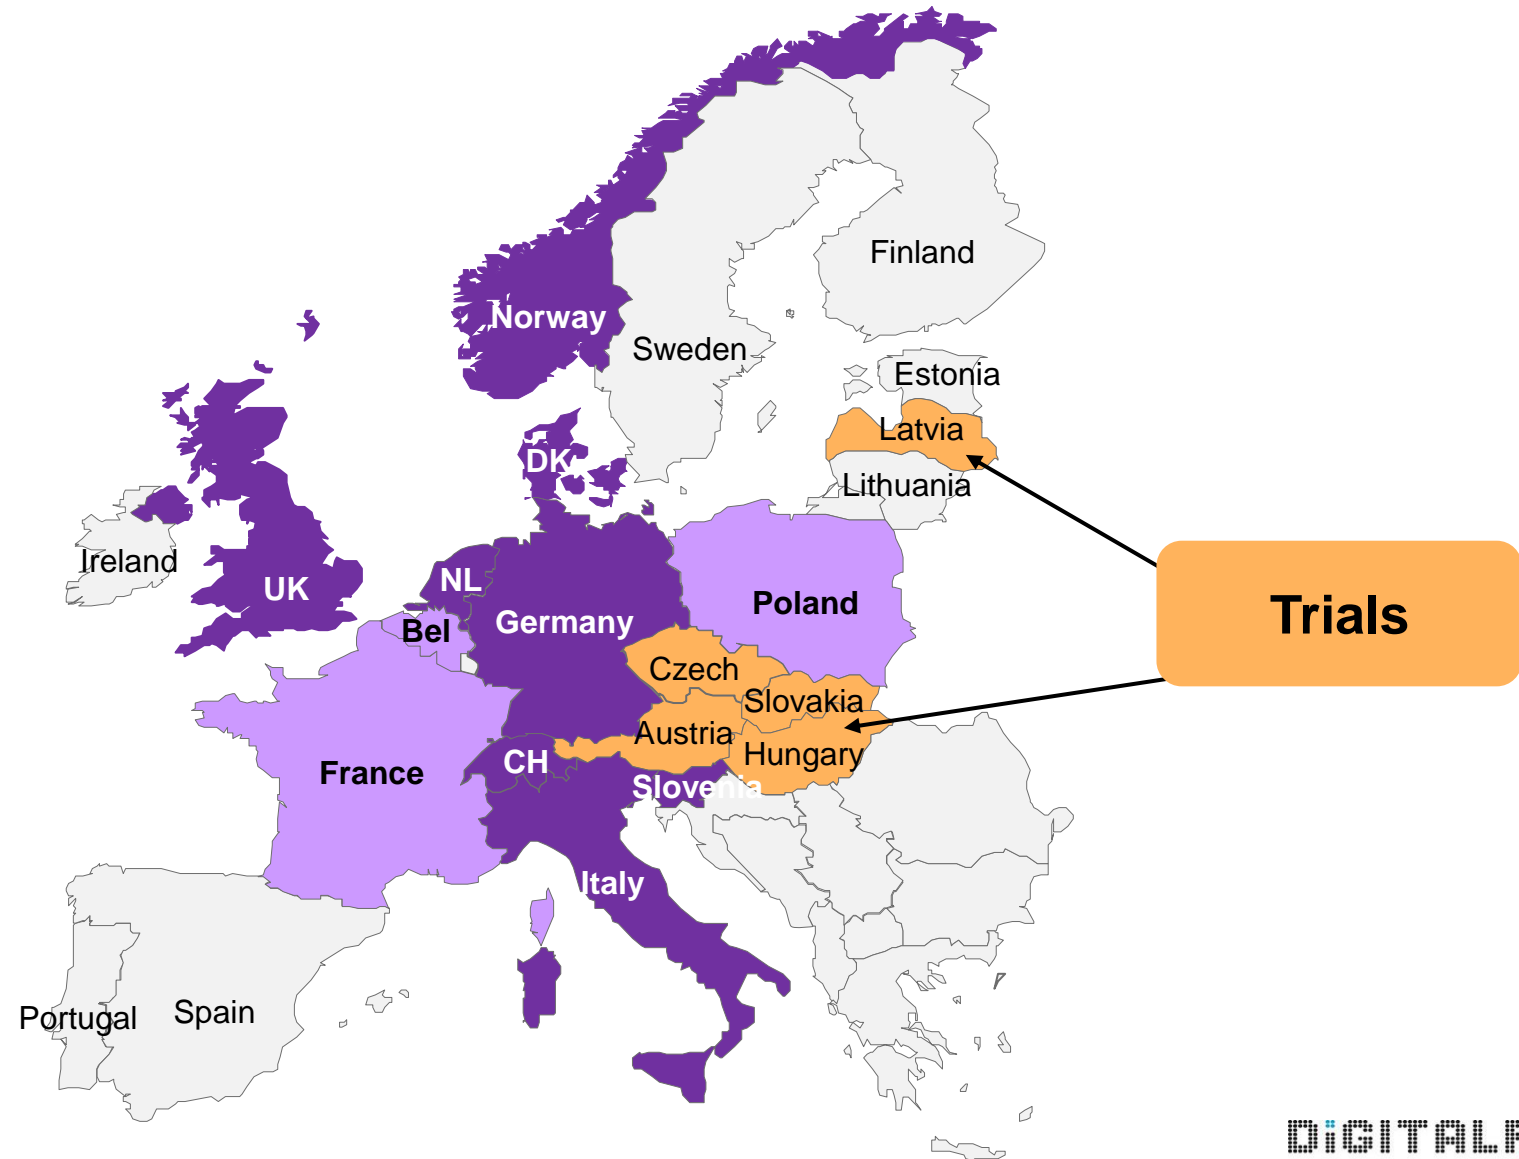 Finland
Norway
Sweden
Estonia
Latvia
DK
Lithuania
Ireland
UK
NL
Germany
Poland
Bel
Trials
Czech
Slovakia
Austria
Hungary
France
CH
Slovenia
Italy
Portugal
Spain